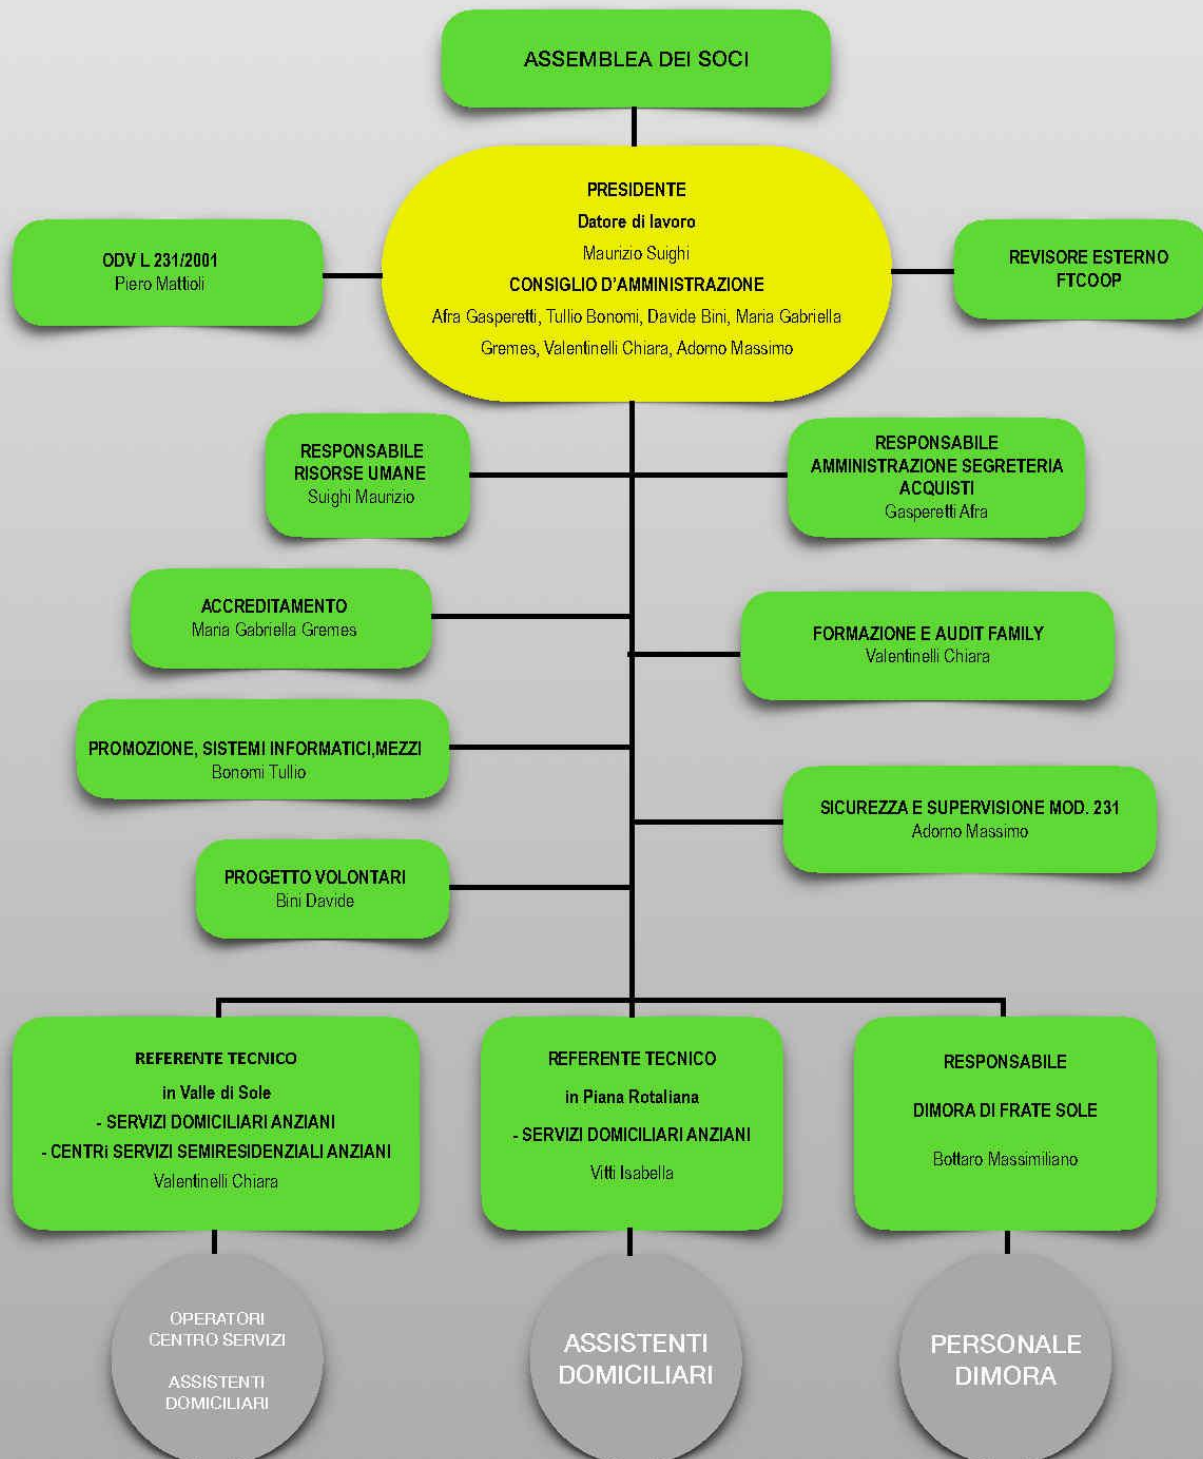 ASSEMBLEA DEI SOCI
PRESIDENTE
Datore di lavoro
Maurizio Suighi
CONSIGLIO D'AMMINISTRAZIONE
Afra Gasperetti, Tullio Bonomi, Davide Bini, Maria Gabriella
Gremes, Valentinelli Chiara, Adorno Massimo
ODV L 231/2001
Piero Mattioli
REVISORE ESTERNO
FTCOOP
RESPONSABILE
RISORSE UMANE
Suighi Maurizio
RESPONSABILE
AMMINISTRAZIONE SEGRETERIA
ACQUISTI
Gasperetti Afra
ACCREDITAMENTO
Maria Gabriella Gremes
FORMAZIONE E AUDIT FAMILY
Valentinelli Chiara
PROMOZIONE, SISTEMI INFORMATICI,MEZZI
Bonomi Tullio
SICUREZZA E SUPERVISIONE MOD. 231
Adorno Massimo
PROGETTO VOLONTARI
Bini Davide
REFERENTE TECNICO
in Valle di Sole
- SERVIZI DOMICILIARI ANZIANI
- CENTRi SERVIZI SEMIRESIDENZIALI ANZIANI
Valentinelli Chiara
REFERENTE TECNICO
in Piana Rotaliana
- SERVIZI DOMICILIARI ANZIANI
Vitti Isabella
RESPONSABILE
DIMORA DI FRATE SOLE
Bottaro Massimiliano
OPERATORI
CENTRO SERVIZI
ASSISTENTI
DOMICILIARI
ASSISTENTI
DOMICILIARI
PERSONALE
DIMORA